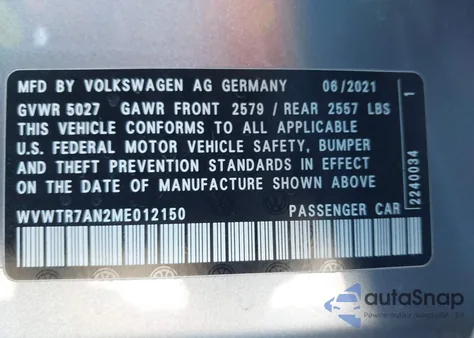 MFD BY VOLKSWAGEN AG GERMANY 06/2021
GVWR 5027 GAWR FRONT 2579 / REAR 2557 LBS
THIS VEHICLE CONFORMS TO ALL APPLICABLE
U.S. FEDERAL MOTOR VEHICLE SAFETY, BUMPER
AND THEFT PREVENTION STANDARDS IN EFFECT
ON THE DATE OF MANUFACTURE SHOWN ABOVE
WVWTR7AN2ME012150 PASSENGER CAR
2240034 1
autoSnap